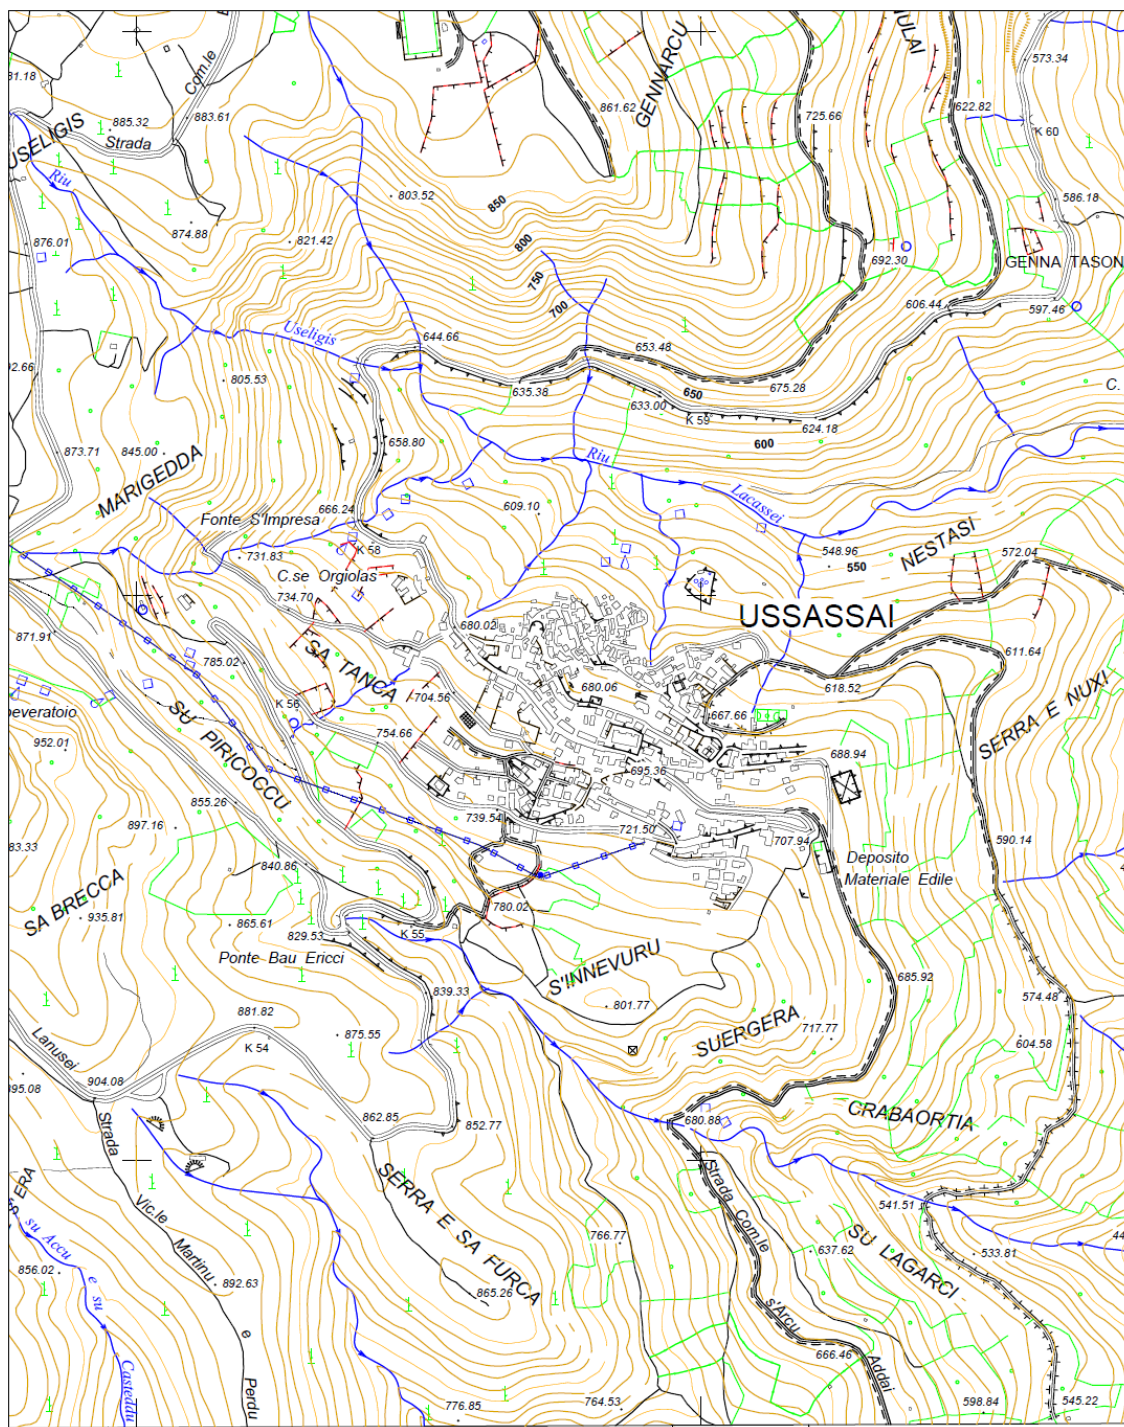 GENNARCU
573.34
885.32
Strada
Com.le
883.61
861.62
725.66
622.82
K 60
USELIGIS
Riu
803.52
850
586.18
874.88
821.42
800
876.01
692.30
GENNA TASON
750
700
606.44
597.46
Useligis
644.66
653.48
675.28
635.38
650
633.00
K 59
624.18
805.53
600
873.71
845.00
658.80
MARIGEDDA
Riu
Lacassei
666.24
609.10
Fonte S'Impresa
K 58
731.83
548.96
550
NESTASI
572.04
C.se Orgiolas
734.70
USSASSAI
680.02
871.91
785.02
SA TANCA
611.64
704.56
680.06
618.52
K 56
667.66
SERRA E NUXI
SU PIRICOCCU
754.66
952.01
688.94
695.36
855.26
897.16
739.54
721.50
707.94
590.14
840.86
Deposito
Materiale Edile
SA BRECCA
935.81
865.61
780.02
829.53
K 55
Ponte Bau Ericci
S'INNEVURU
685.92
839.33
574.48
801.77
881.82
875.55
K 54
SUERGERA
717.77
604.58
Lanusei
904.08
862.85
852.77
680.88
CRABAORTIA
Strada
Strada Com.le
SERRA E SA FURCA
541.51
Vic.le
su Accu
e su
766.77
637.62
SU LAGARCI
533.81
856.02
Martinu
892.63
865.26
s'Arcu
666.46
Addai
Casteddu
e
Perdu
776.85
764.53
598.84
545.22